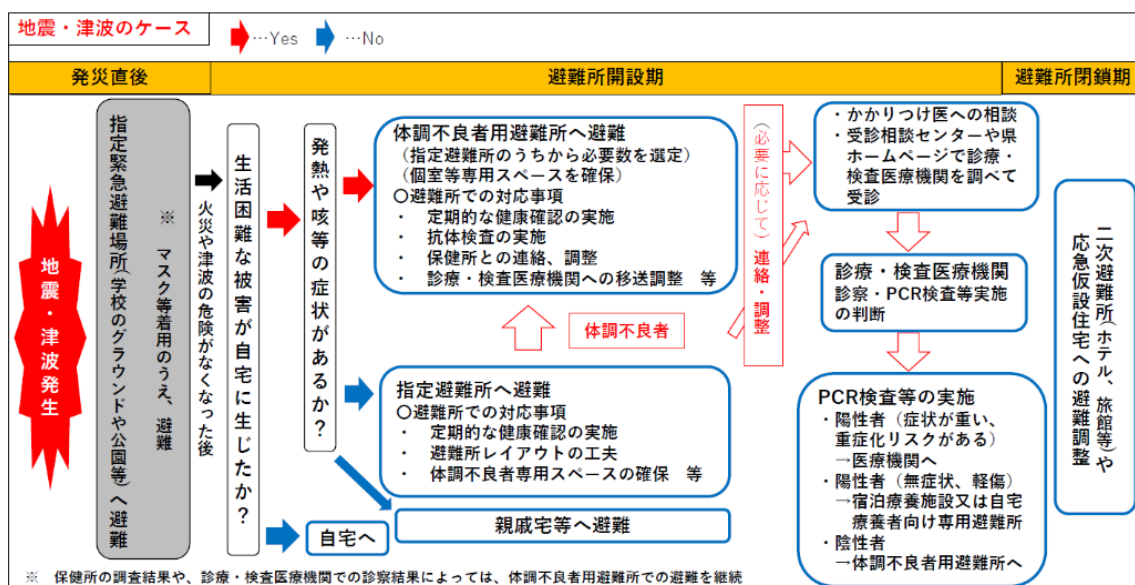 地震・津波のケース
…Yes
…No
発災直後
避難所開設期
避難所閉鎖期
地震・津波発生
指定緊急避難場所(学校のグラウンドや公園等)へ避難
※ マスク等着用のうえ、避難
火災や津波の危険がなくなった後
生活困難な被害が自宅に生じたか?
発熱や咳等の症状があるか?
体調不良者用避難所へ避難
(指定避難所のうちから必要数を選定)
(個室等専用スペースを確保)
〇避難所での対応事項
・ 定期的な健康確認の実施
・ 抗体検査の実施
・ 保健所との連絡、調整
・ 診療・検査医療機関への移送調整 等
体調不良者
指定避難所へ避難
〇避難所での対応事項
・ 定期的な健康確認の実施
・ 避難所レイアウトの工夫
・ 体調不良者専用スペースの確保 等
親戚宅等へ避難
自宅へ
(必要に応じて)連絡・調整
・かかりつけ医への相談
・受診相談センターや県
ホームページで診療・
検査医療機関を調べて
受診
診療・検査医療機関
診察・PCR検査等実施
の判断
PCR検査等の実施
・陽性者(症状が重い、
重症化リスクがある)
→医療機関へ
・陽性者(無症状、軽傷)
→宿泊療養施設又は自宅
療養者向け専用避難所
・陰性者
→体調不良者用避難所へ
二次避難所(ホテル、旅館等)や
応急仮設住宅への避難調整
※ 保健所の調査結果や、診療・検査医療機関での診察結果によっては、体調不良者用避難所での避難を継続